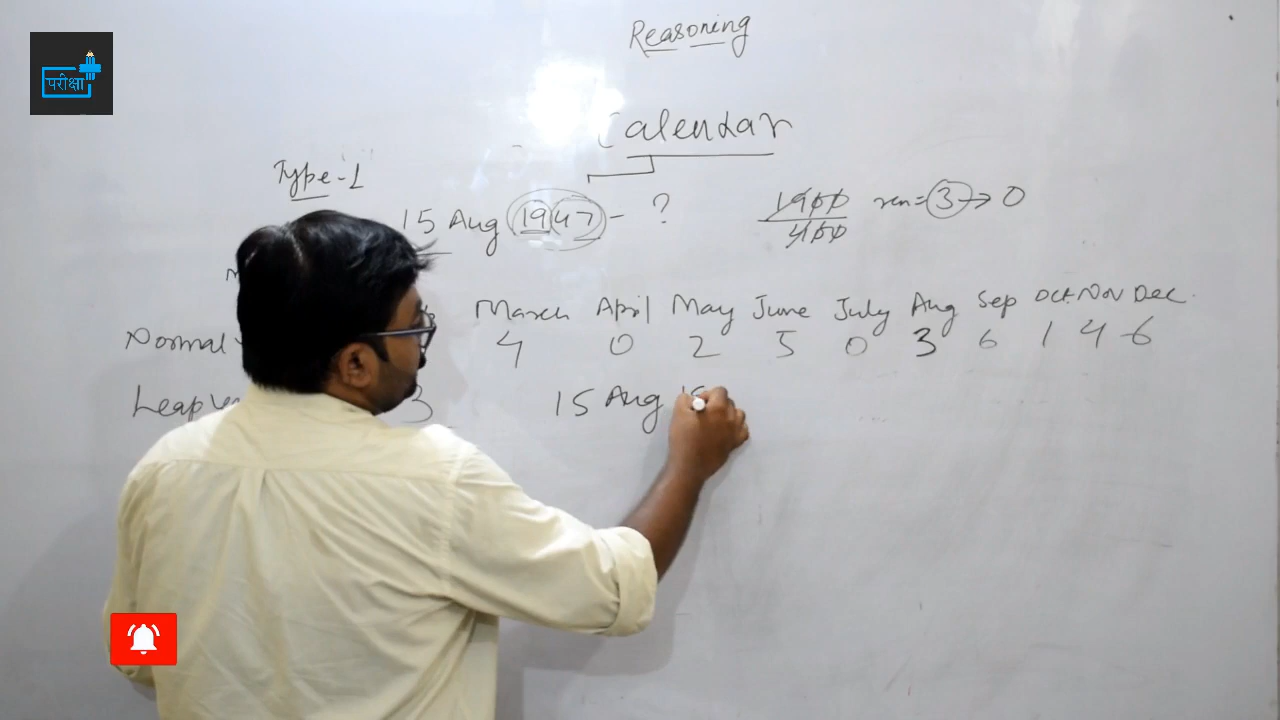 परीक्षा
Reasoning
Calendar
Type-1
15 Aug 1947 - ?
1900
400
rem = 3 → 0
March April May June July Aug Sep Oct Nov Dec.
Normal 4 0 2 5 0 3 6 1 4 6
Leap 3
15 Aug